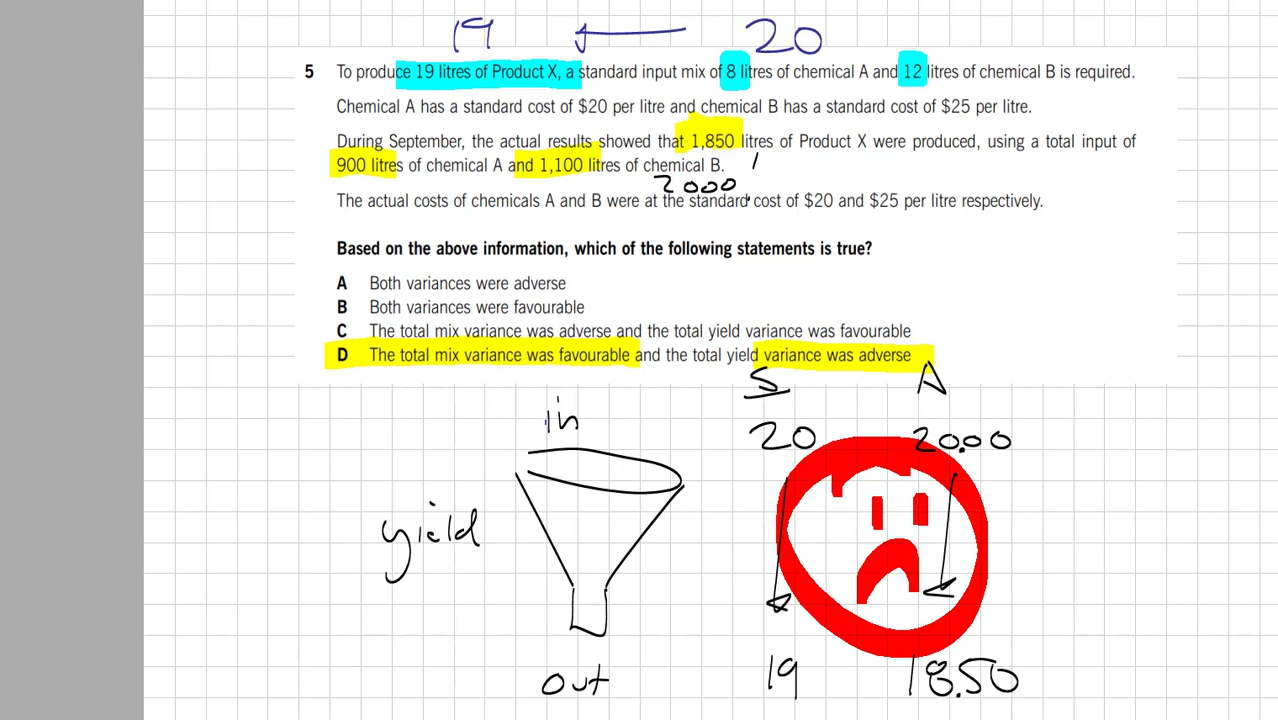 19 20
5 To produce 19 litres of Product X, a standard input mix of 8 litres of chemical A and 12 litres of chemical B is required.
Chemical A has a standard cost of $20 per litre and chemical B has a standard cost of $25 per litre.
During September, the actual results showed that 1,850 litres of Product X were produced, using a total input of
900 litres of chemical A and 1,100 litres of chemical B.
2000
The actual costs of chemicals A and B were at the standard cost of $20 and $25 per litre respectively.
Based on the above information, which of the following statements is true?
A Both variances were adverse
B Both variances were favourable
C The total mix variance was adverse and the total yield variance was favourable
D The total mix variance was favourable and the total yield variance was adverse
S A
in 20 20.00
yield
out 19 18.50